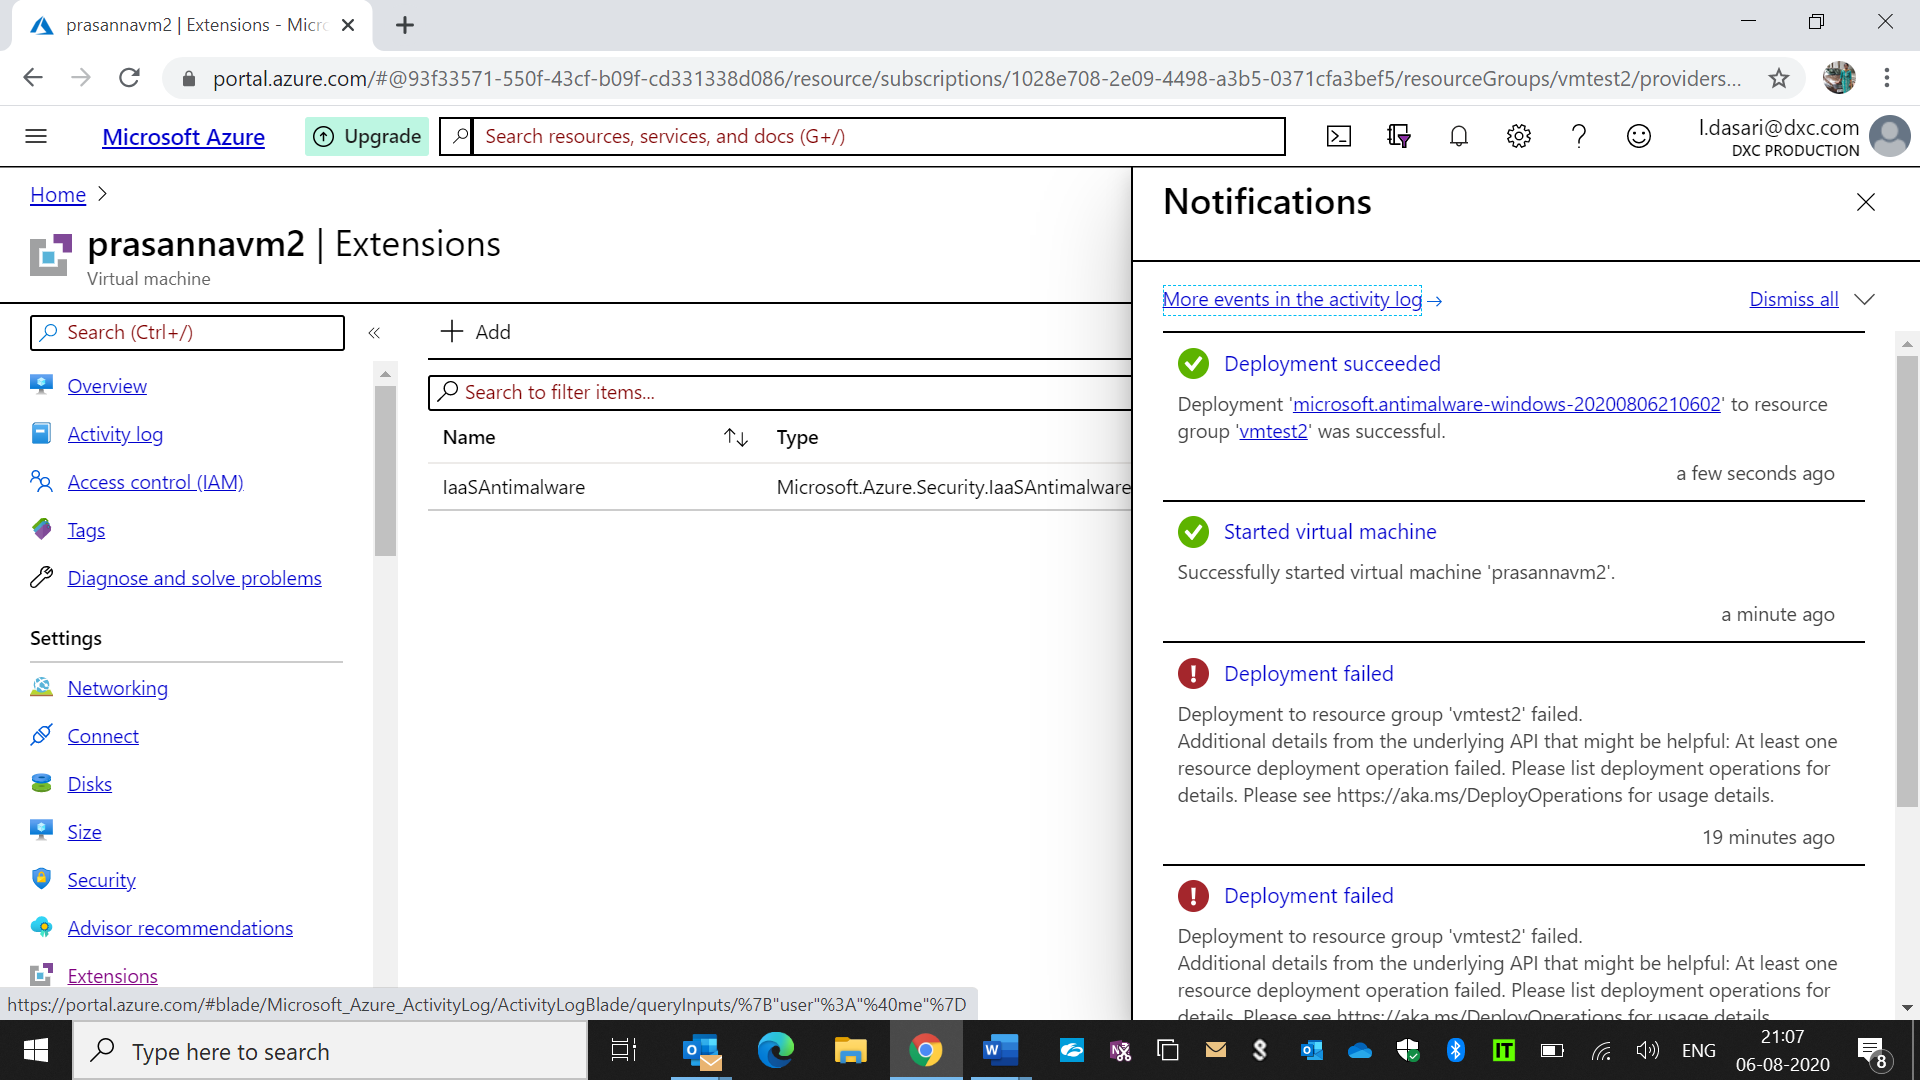 prasannavm2 | Extensions - Micr
portal.azure.com/#@93f33571-550f-43cf-b09f-cd331338d086/resource/subscriptions/1028e708-2e09-4498-a3b5-0371cfa3bef5/resourceGroups/vmtest2/providers...
Microsoft Azure
Upgrade
Search resources, services, and docs (G+/)
l.dasari@dxc.com
DXC PRODUCTION
Home
prasannavm2 | Extensions
Virtual machine
Search (Ctrl+/)
Overview
Activity log
Access control (IAM)
Tags
Diagnose and solve problems
Settings
Networking
Connect
Disks
Size
Security
Advisor recommendations
Extensions
Add
Search to filter items...
Name Type
IaaSAntimalware Microsoft.Azure.Security.IaaSAntimalware
Notifications
More events in the activity log
Dismiss all
Deployment succeeded
Deployment 'microsoft.antimalware-windows-20200806210602' to resource
group 'vmtest2' was successful.
a few seconds ago
Started virtual machine
Successfully started virtual machine 'prasannavm2'.
a minute ago
Deployment failed
Deployment to resource group 'vmtest2' failed.
Additional details from the underlying API that might be helpful: At least one
resource deployment operation failed. Please list deployment operations for
details. Please see https://aka.ms/DeployOperations for usage details.
19 minutes ago
Deployment failed
Deployment to resource group 'vmtest2' failed.
Additional details from the underlying API that might be helpful: At least one
resource deployment operation failed. Please list deployment operations for
details. Please see https://aka.ms/DeployOperations for usage details.
https://portal.azure.com/#blade/Microsoft_Azure_ActivityLog/ActivityLogBlade/queryInputs/%7B"user"%3A"%40me"%7D
Type here to search
ENG
21:07
06-08-2020
8